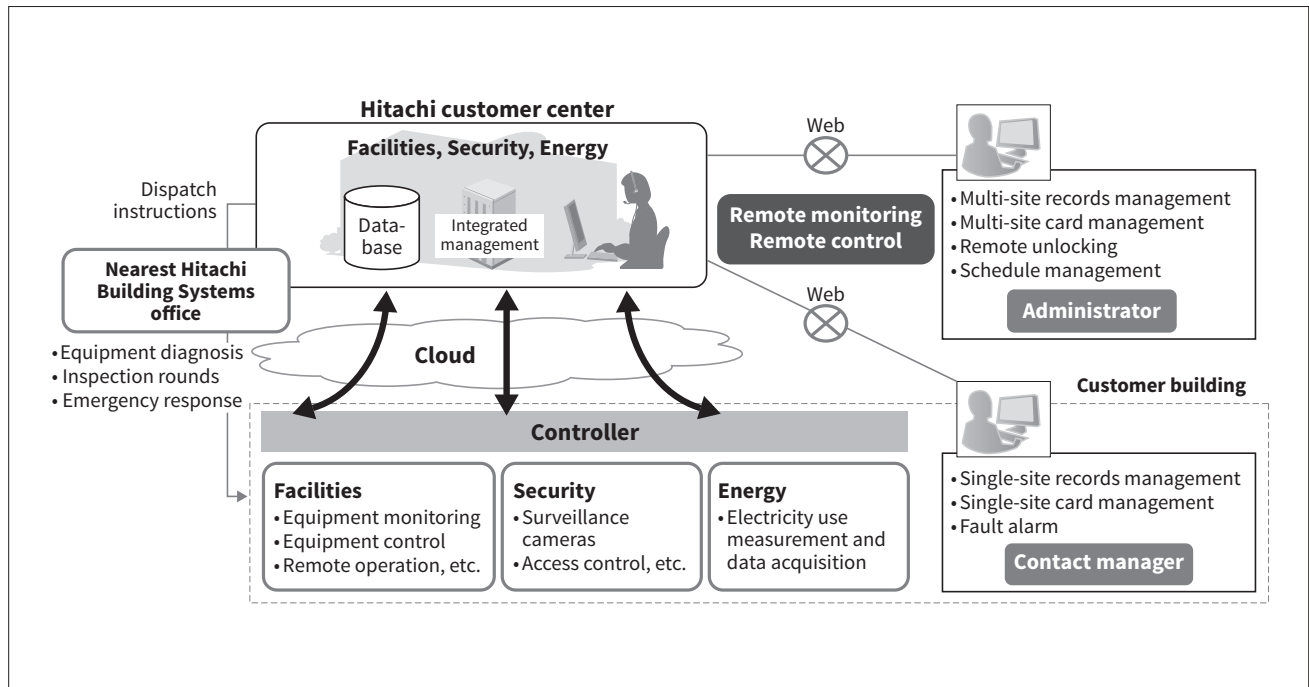 Hitachi customer center
Facilities, Security, Energy
Data-
base
Integrated
management
Dispatch
instructions
Nearest Hitachi
Building Systems
office
• Equipment diagnosis
• Inspection rounds
• Emergency response
Cloud
Web
Remote monitoring
Remote control
Web
• Multi-site records management
• Multi-site card management
• Remote unlocking
• Schedule management
Administrator
Customer building
Controller
Facilities
• Equipment monitoring
• Equipment control
• Remote operation, etc.
Security
• Surveillance
cameras
• Access control, etc.
Energy
• Electricity use
measurement and
data acquisition
• Single-site records management
• Single-site card management
• Fault alarm
Contact manager